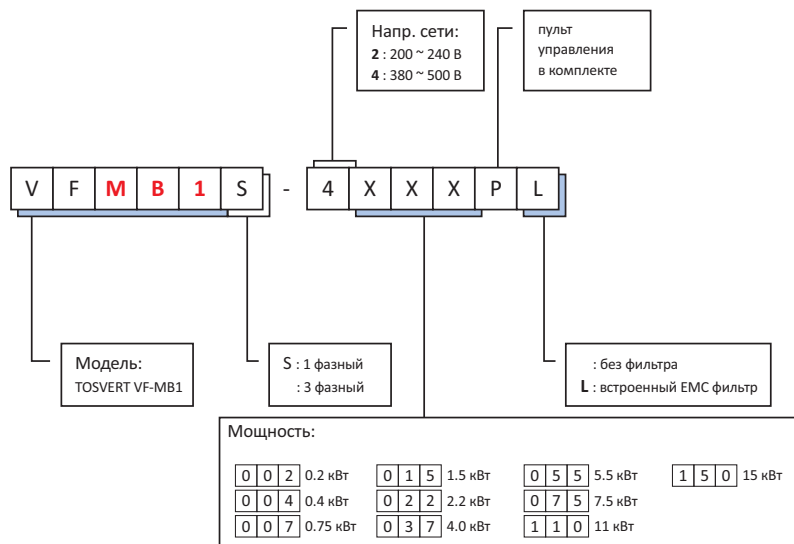 Напр. сети:
2 : 200 ~ 240 В
4 : 380 ~ 500 В
пульт
управления
в комплекте
V F M B 1 S - 4 X X X P L
Модель:
TOSVERT VF-MB1
S : 1 фазный
: 3 фазный
: без фильтра
L : встроенный EMC фильтр
Мощность:
0 0 2 0.2 кВт 0 1 5 1.5 кВт 0 5 5 5.5 кВт 1 5 0 15 кВт
0 0 4 0.4 кВт 0 2 2 2.2 кВт 0 7 5 7.5 кВт
0 0 7 0.75 кВт 0 3 7 4.0 кВт 1 1 0 11 кВт